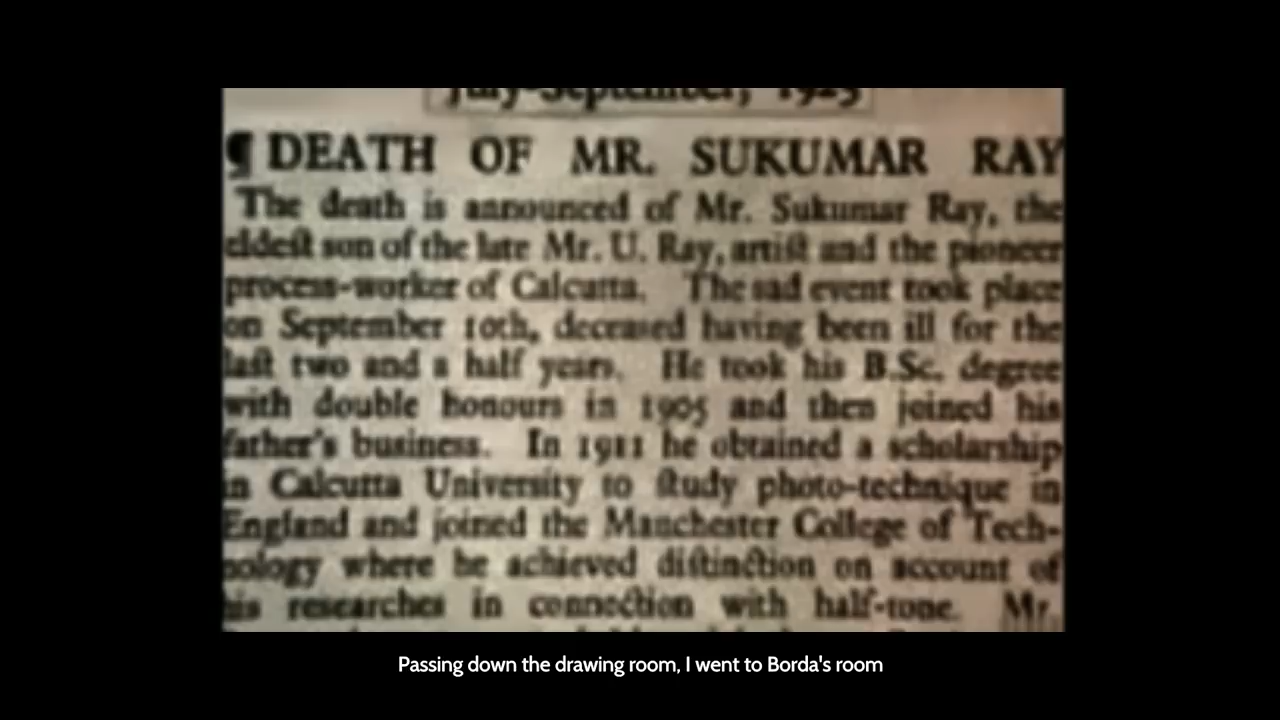 July-September, 1923
¶ DEATH OF MR. SUKUMAR RAY
The death is announced of Mr. Sukumar Ray, the
eldest son of the late Mr. U. Ray, artist and the pioneer
process-worker of Calcutta. The sad event took place
on September 10th, deceased having been ill for the
last two and a half years. He took his B.Sc. degree
with double honours in 1905 and then joined his
father's business. In 1911 he obtained a scholarship
in Calcutta University to study photo-technique in
England and joined the Manchester College of Tech-
nology where he achieved distinction on account of
his researches in connection with half-tone. Mr.
Passing down the drawing room, I went to Borda's room